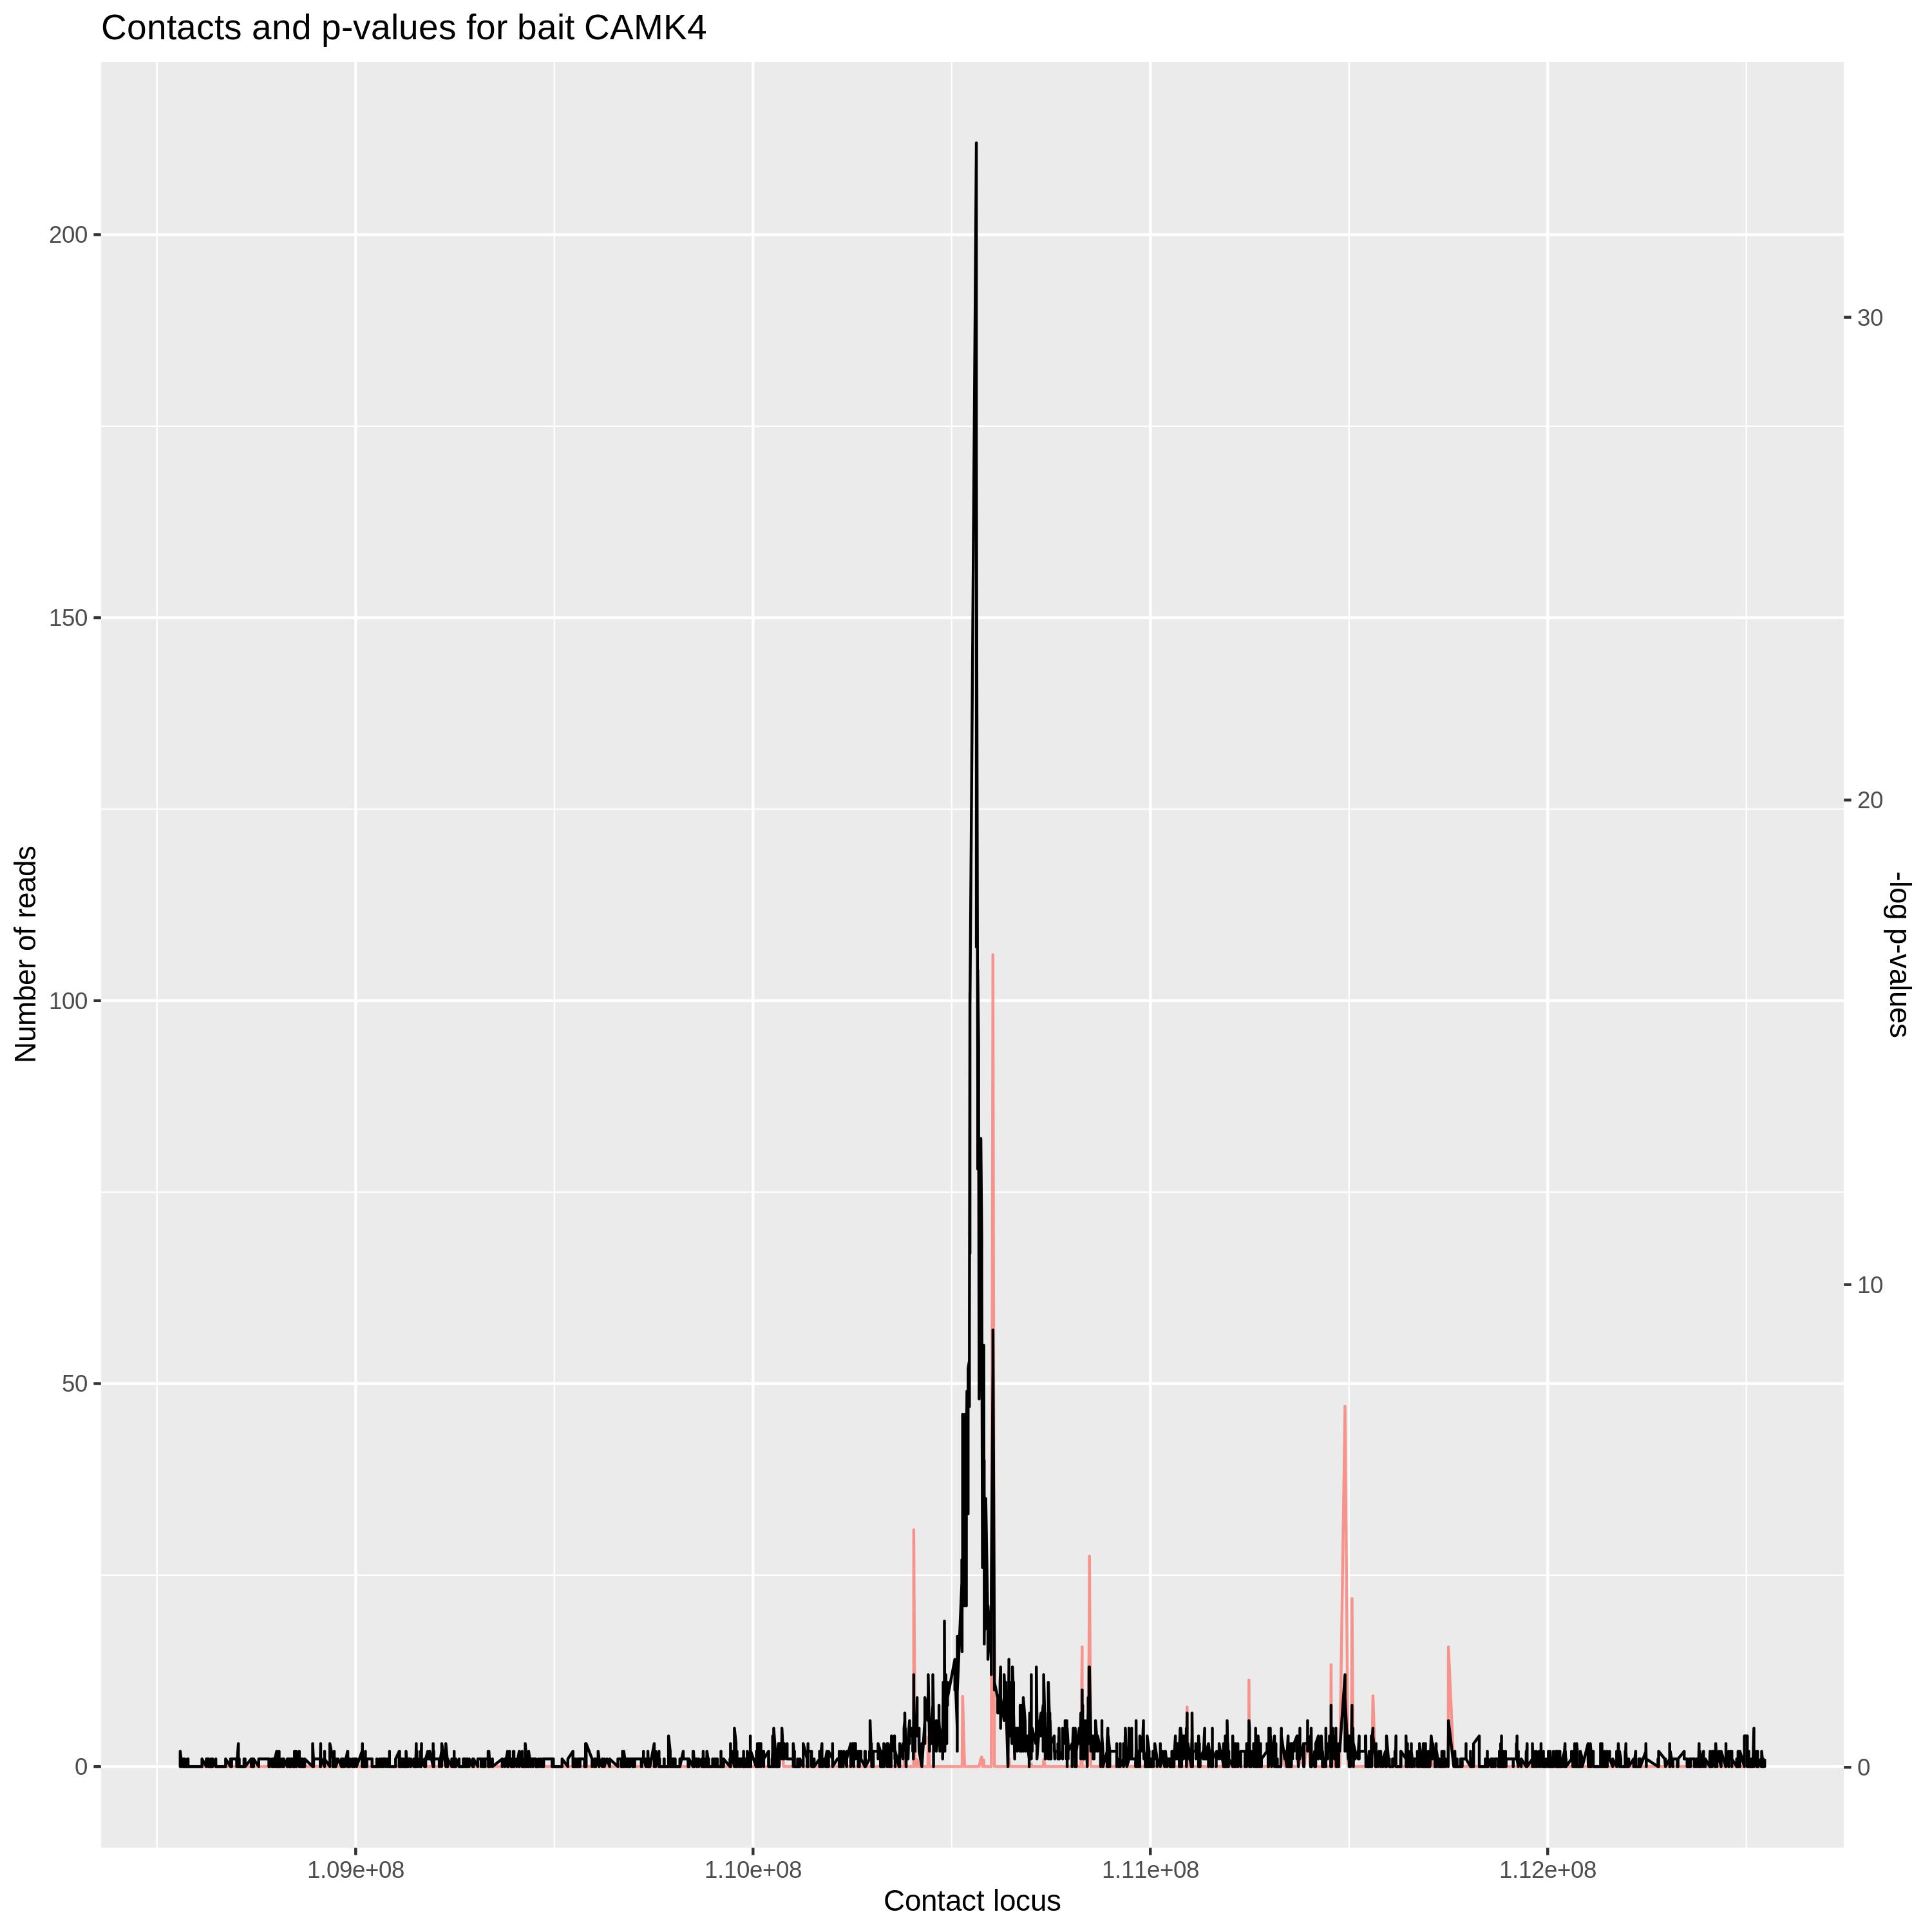 Contacts and p-values for bait CAMK4
200
150
100
50
0
Number of reads
30
20
10
0
-log p-values
1.09e+08
1.10e+08
1.11e+08
1.12e+08
Contact locus